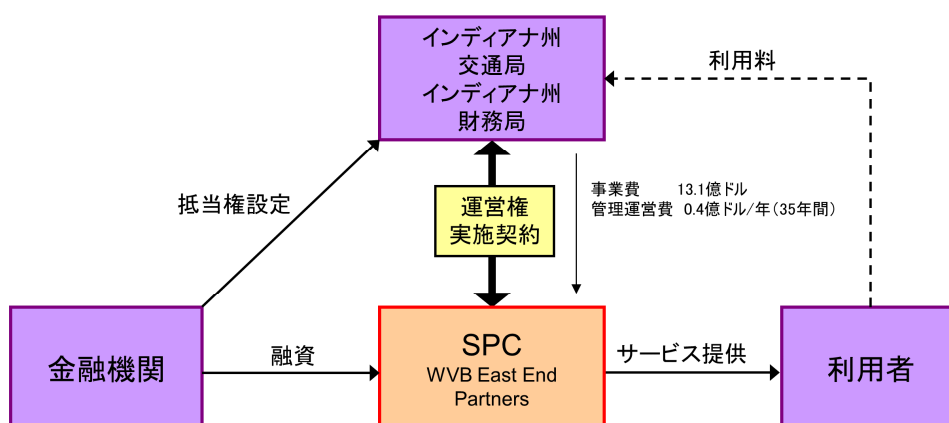 インディアナ州
交通局
インディアナ州
財務局
利用料
抵当権設定
運営権
実施契約
事業費 13.1億ドル
管理運営費 0.4億ドル/年(35年間)
金融機関
融資
SPC
WVB East End
Partners
サービス提供
利用者